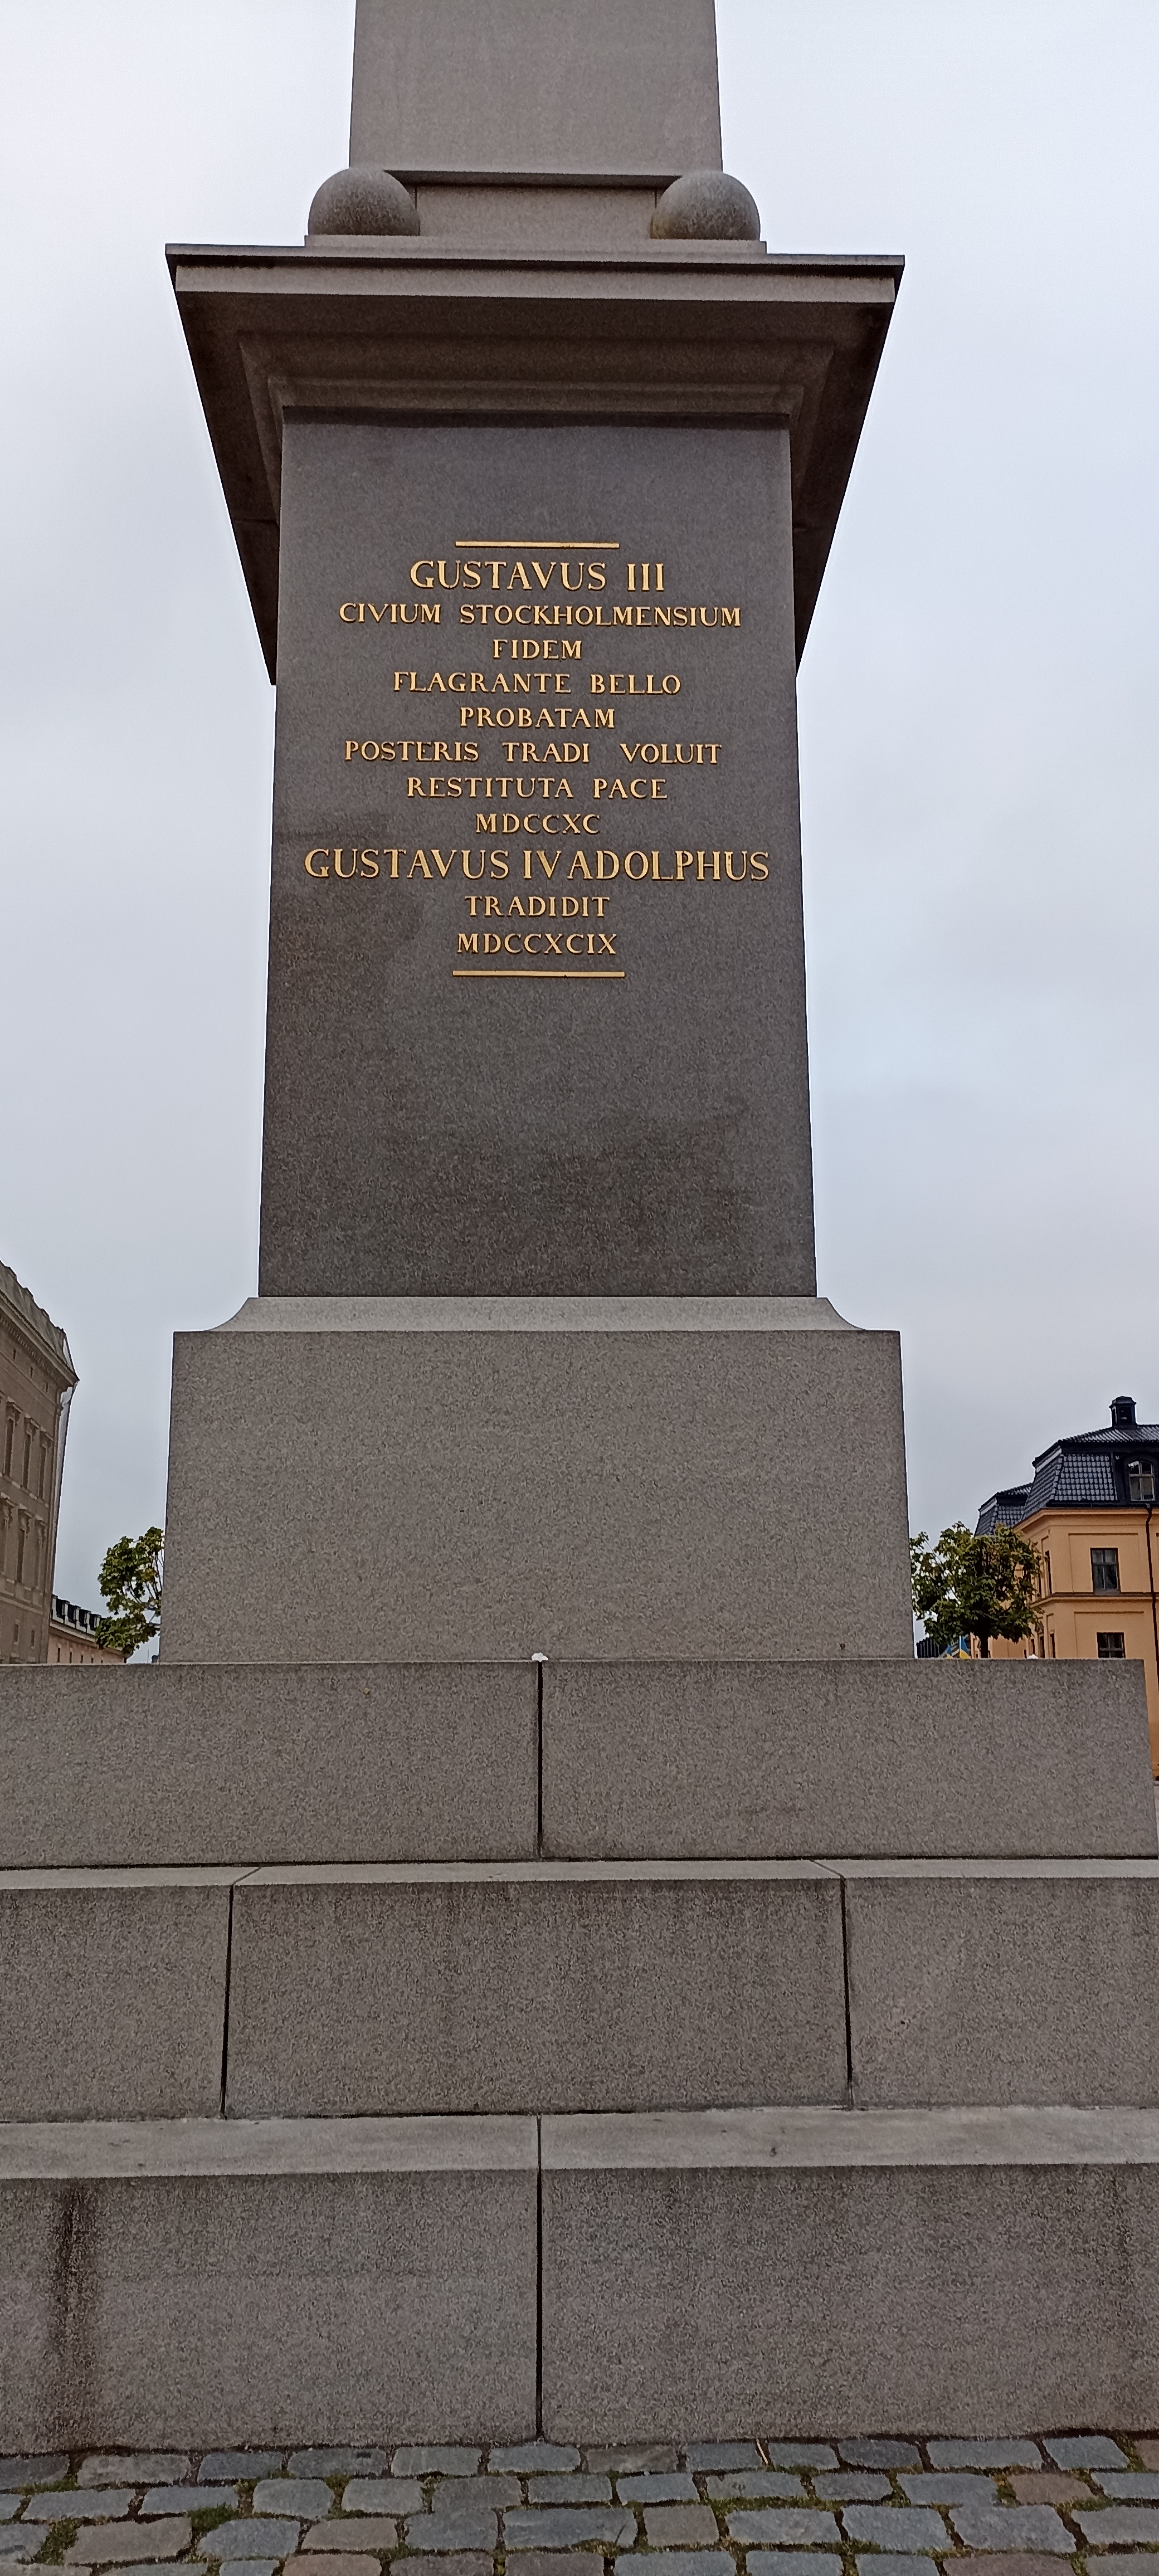 GUSTAVUS III
CIVIUM STOCKHOLMENSIUM
FIDEM
FLAGRANTE BELLO
PROBATAM
POSTERIS TRADI VOLUIT
RESTITUTA PACE
MDCCXC
GUSTAVUS IV ADOLPHUS
TRADIDIT
MDCCXCIX